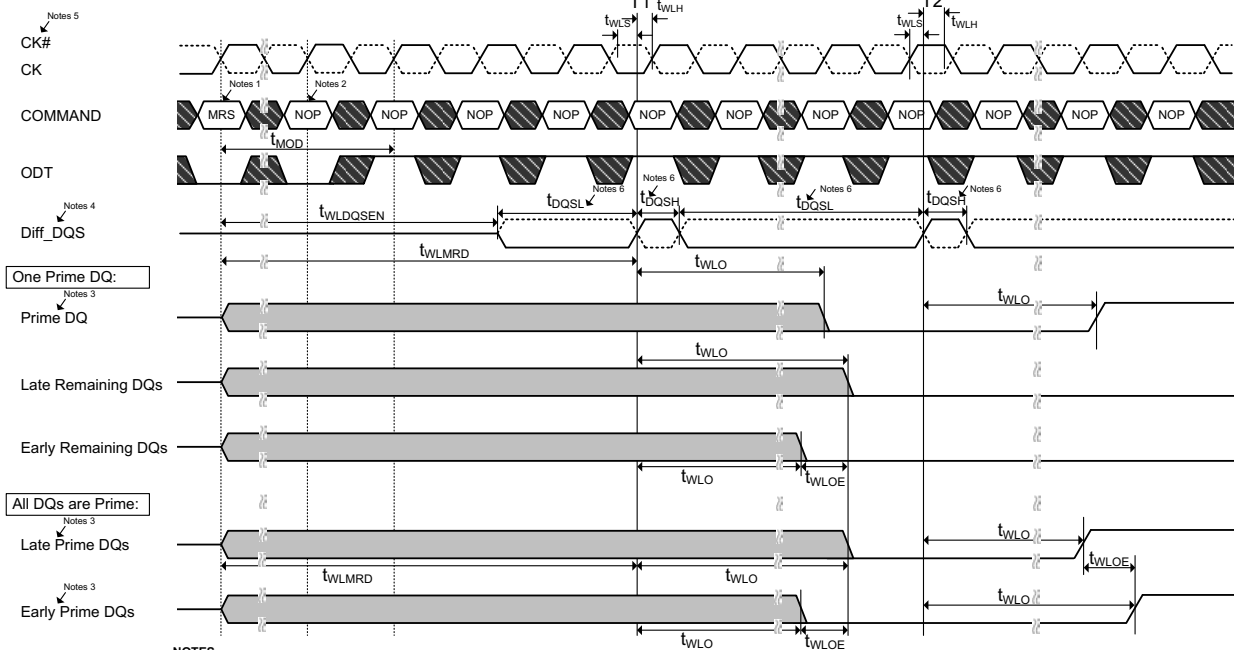 T1 T2
tWLS tWLH tWLS tWLH
Notes 5
CK#
CK
Notes 1 Notes 2
COMMAND MRS NOP NOP NOP NOP NOP NOP NOP NOP NOP NOP NOP
tMOD
ODT
Notes 6 Notes 6 Notes 6 Notes 6
tDQSL tDQSH tDQSL tDQSH
Notes 4
Diff_DQS
tWLDQSEN
tWLMRD
tWLO
One Prime DQ:
Notes 3
Prime DQ
tWLO
tWLO
Late Remaining DQs
Early Remaining DQs
tWLO tWLOE
All DQs are Prime:
Notes 3
Late Prime DQs
tWLO
tWLOE
tWLMRD tWLO
Notes 3
Early Prime DQs
tWLO
tWLO tWLOE